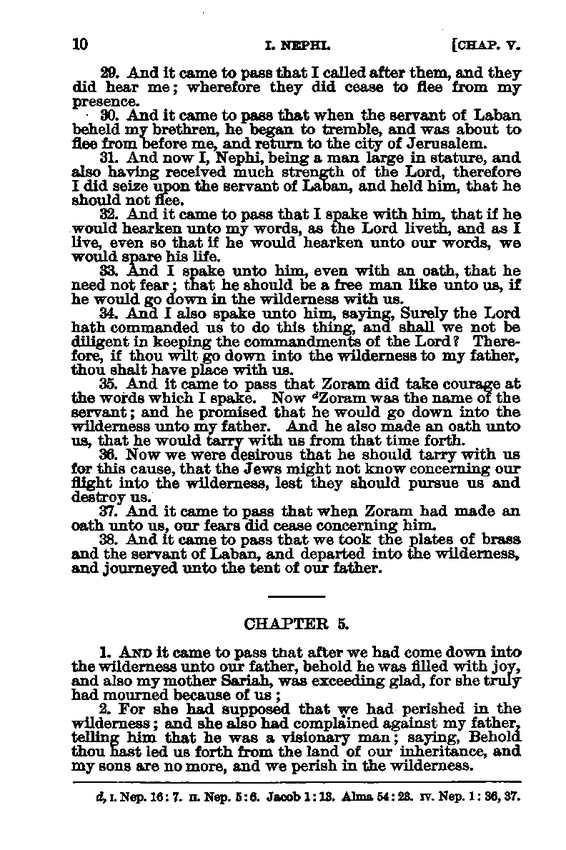 10 I. NEPHI. [CHAP. V.
29. And it came to pass that I called after them, and they
did hear me; wherefore they did cease to flee from my
presence.
30. And it came to pass that when the servant of Laban
beheld my brethren, he began to tremble, and was about to
flee from before me, and return to the city of Jerusalem.
31. And now I, Nephi, being a man large in stature, and
also having received much strength of the Lord, therefore
I did seize upon the servant of Laban, and held him, that he
should not flee.
32. And it came to pass that I spake with him, that if he
would hearken unto my words, as the Lord liveth, and as I
live, even so that if he would hearken unto our words, we
would spare his life.
33. And I spake unto him, even with an oath, that he
need not fear; that he should be a free man like unto us, if
he would go down in the wilderness with us.
34. And I also spake unto him, saying, Surely the Lord
hath commanded us to do this thing, and shall we not be
diligent in keeping the commandments of the Lord? There-
fore, if thou wilt go down into the wilderness to my father,
thou shalt have place with us.
35. And it came to pass that Zoram did take courage at
the words which I spake. Now dZoram was the name of the
servant; and he promised that he would go down into the
wilderness unto my father. And he also made an oath unto
us, that he would tarry with us from that time forth.
36. Now we were desirous that he should tarry with us
for this cause, that the Jews might not know concerning our
flight into the wilderness, lest they should pursue us and
destroy us.
37. And it came to pass that when Zoram had made an
oath unto us, our fears did cease concerning him.
38. And it came to pass that we took the plates of brass
and the servant of Laban, and departed into the wilderness,
and journeyed unto the tent of our father.
CHAPTER 5.
1. AND it came to pass that after we had come down into
the wilderness unto our father, behold he was filled with joy,
and also my mother Sariah, was exceeding glad, for she truly
had mourned because of us;
2. For she had supposed that we had perished in the
wilderness; and she also had complained against my father,
telling him that he was a visionary man; saying, Behold
thou hast led us forth from the land of our inheritance, and
my sons are no more, and we perish in the wilderness.
d, I. Nep. 16:7. II. Nep. 5:6. Jacob 1:13. Alma 54:23. IV. Nep. 1:36, 37.